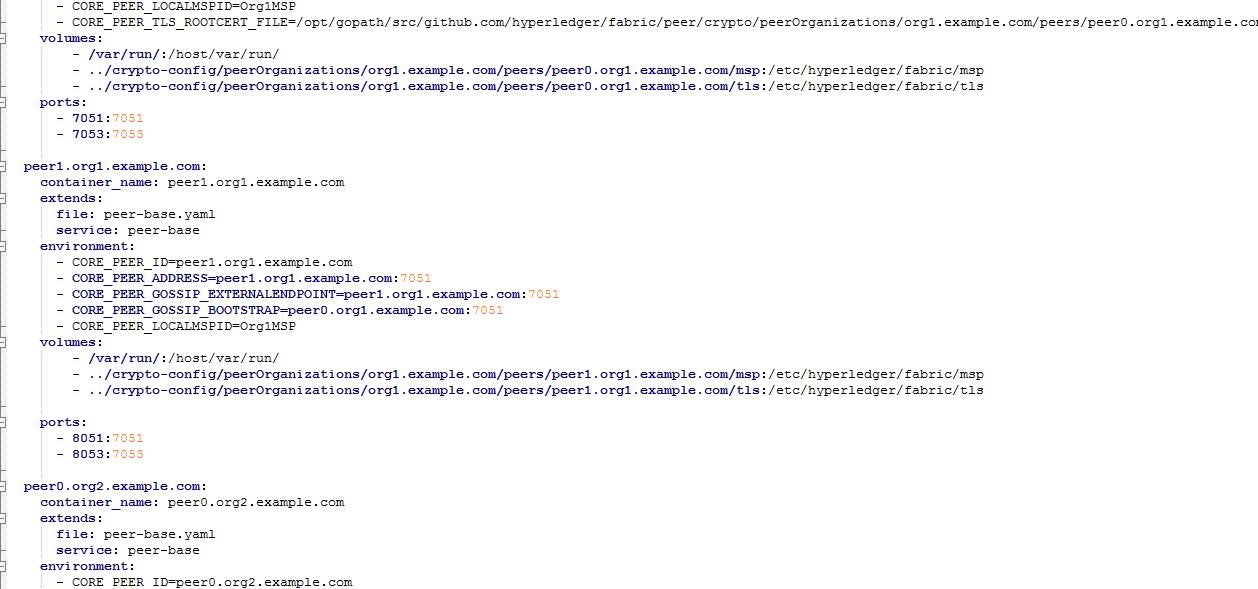 - CORE_PEER_LOCALMSPID=Org1MSP
- CORE_PEER_TLS_ROOTCERT_FILE=/opt/gopath/src/github.com/hyperledger/fabric/peer/crypto/peerOrganizations/org1.example.com/peers/peer0.org1.example.co
volumes:
- /var/run/:/host/var/run/
- ../crypto-config/peerOrganizations/org1.example.com/peers/peer0.org1.example.com/msp:/etc/hyperledger/fabric/msp
- ../crypto-config/peerOrganizations/org1.example.com/peers/peer0.org1.example.com/tls:/etc/hyperledger/fabric/tls
ports:
- 7051:7051
- 7053:7053
peer1.org1.example.com:
container_name: peer1.org1.example.com
extends:
file: peer-base.yaml
service: peer-base
environment:
- CORE_PEER_ID=peer1.org1.example.com
- CORE_PEER_ADDRESS=peer1.org1.example.com:7051
- CORE_PEER_GOSSIP_EXTERNALENDPOINT=peer1.org1.example.com:7051
- CORE_PEER_GOSSIP_BOOTSTRAP=peer0.org1.example.com:7051
- CORE_PEER_LOCALMSPID=Org1MSP
volumes:
- /var/run/:/host/var/run/
- ../crypto-config/peerOrganizations/org1.example.com/peers/peer1.org1.example.com/msp:/etc/hyperledger/fabric/msp
- ../crypto-config/peerOrganizations/org1.example.com/peers/peer1.org1.example.com/tls:/etc/hyperledger/fabric/tls
ports:
- 8051:7051
- 8053:7053
peer0.org2.example.com:
container_name: peer0.org2.example.com
extends:
file: peer-base.yaml
service: peer-base
environment:
- CORE_PEER_ID=peer0.org2.example.com